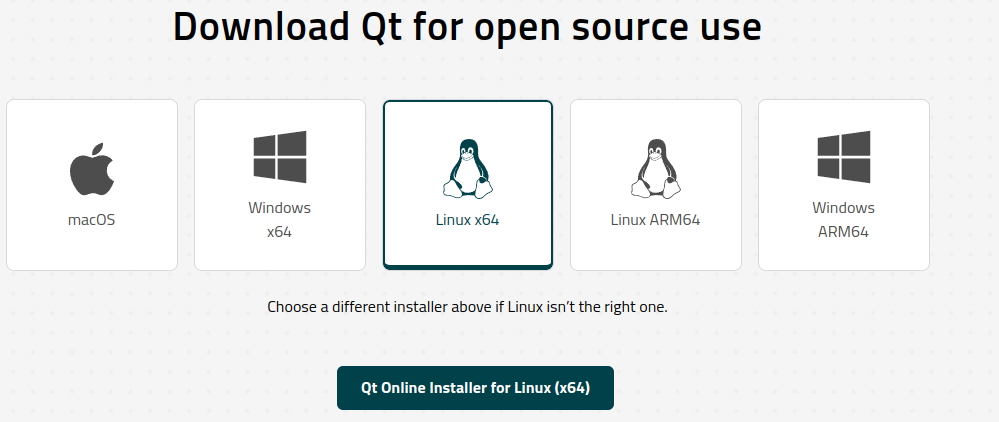 Download Qt for open source use
macOS
Windows
x64
Linux x64
Linux ARM64
Windows
ARM64
Choose a different installer above if Linux isn’t the right one.
Qt Online Installer for Linux (x64)